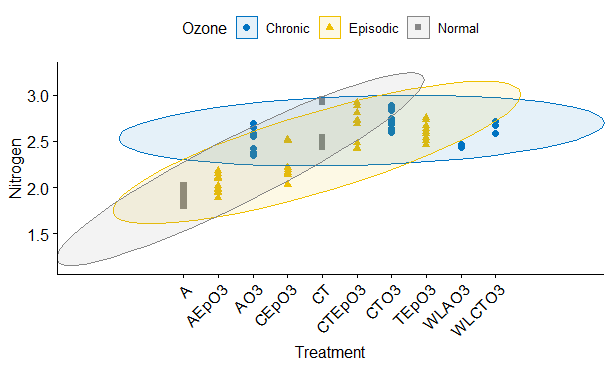 Ozone Chronic Episodic Normal
3.0
2.5
2.0
1.5
Nitrogen
A
AEpO3
AO3
CEpO3
CT
CTEpO3
CTO3
TEpO3
WLAO3
WLCTO3
Treatment